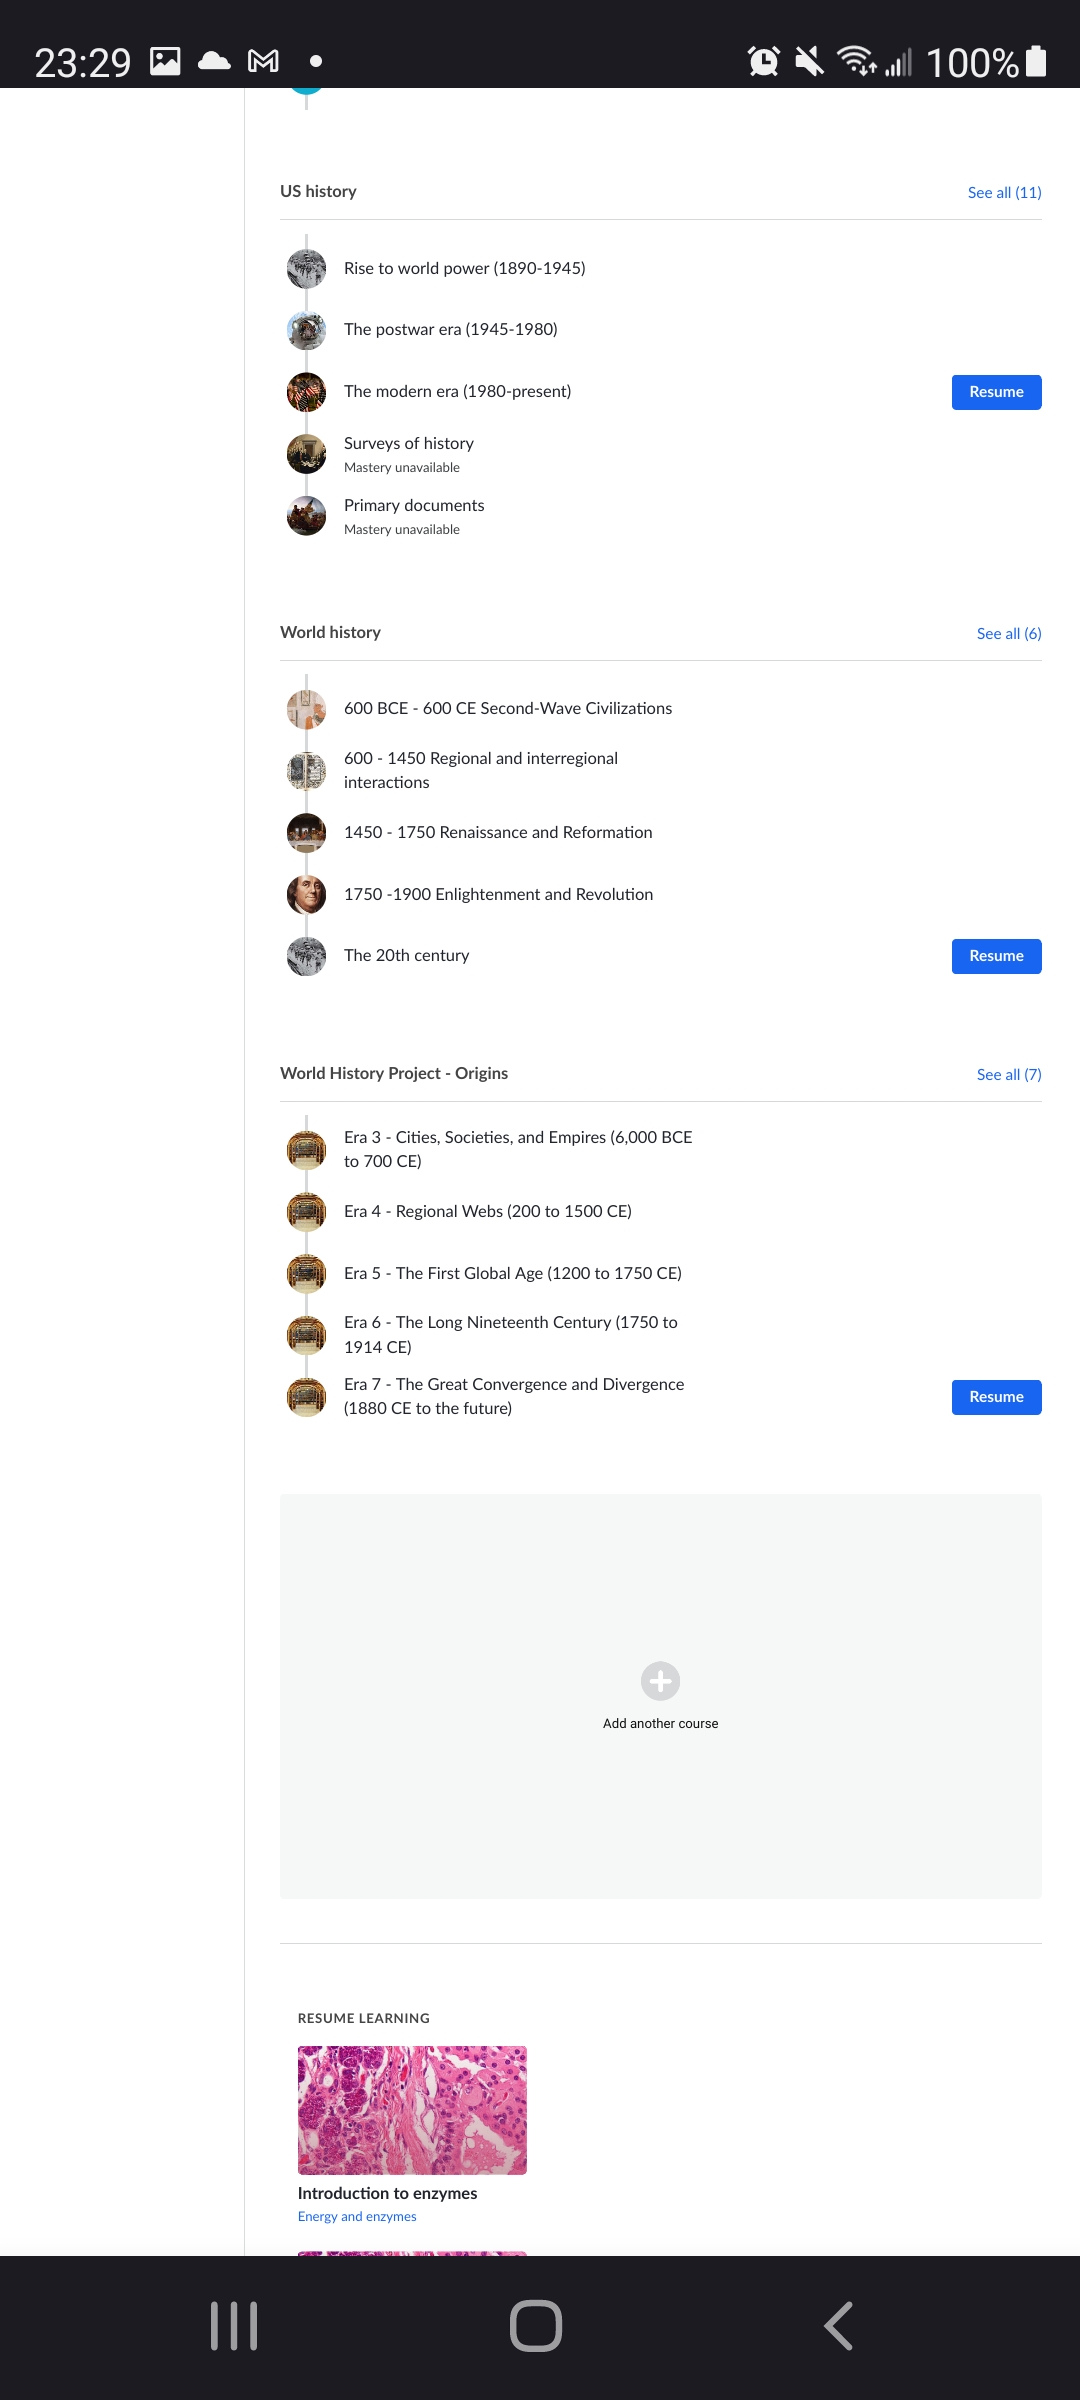 23:29
100%
US history
See all (11)
Rise to world power (1890-1945)
The postwar era (1945-1980)
The modern era (1980-present)
Resume
Surveys of history
Mastery unavailable
Primary documents
Mastery unavailable
World history
See all (6)
600 BCE - 600 CE Second-Wave Civilizations
600 - 1450 Regional and interregional
interactions
1450 - 1750 Renaissance and Reformation
1750 -1900 Enlightenment and Revolution
The 20th century
Resume
World History Project - Origins
See all (7)
Era 3 - Cities, Societies, and Empires (6,000 BCE
to 700 CE)
Era 4 - Regional Webs (200 to 1500 CE)
Era 5 - The First Global Age (1200 to 1750 CE)
Era 6 - The Long Nineteenth Century (1750 to
1914 CE)
Era 7 - The Great Convergence and Divergence
(1880 CE to the future)
Resume
Add another course
RESUME LEARNING
Introduction to enzymes
Energy and enzymes